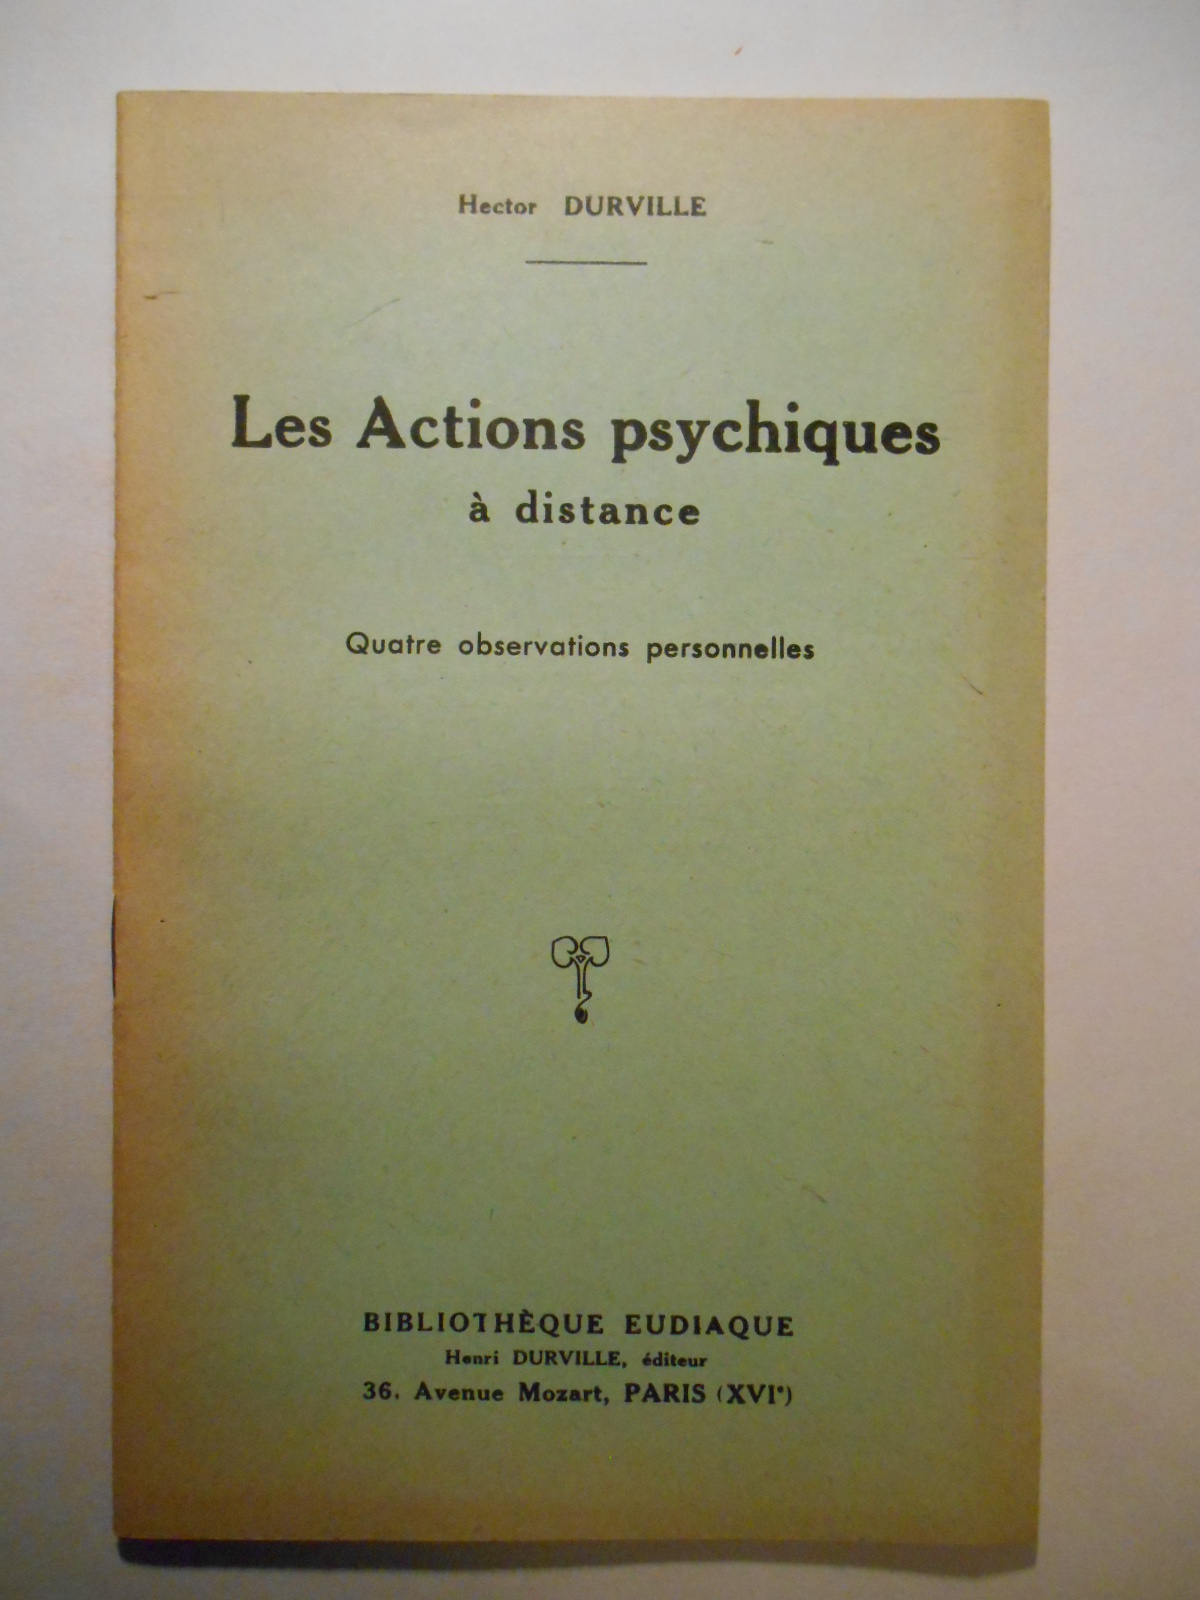 Hector DURVILLE
Les Actions psychiques
à distance
Quatre observations personnelles
BIBLIOTHÈQUE EUDIAQUE
Henri DURVILLE, éditeur
36, Avenue Mozart, PARIS (XVIᵉ)